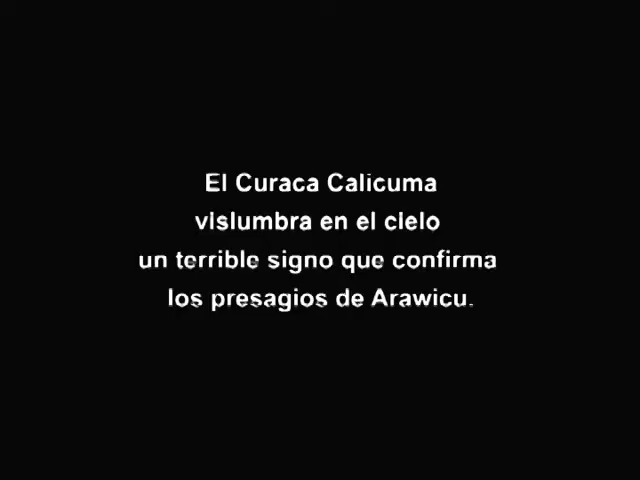 El Curaca Calicuma
vislumbra en el cielo
un terrible signo que confirma
los presagios de Arawicu.